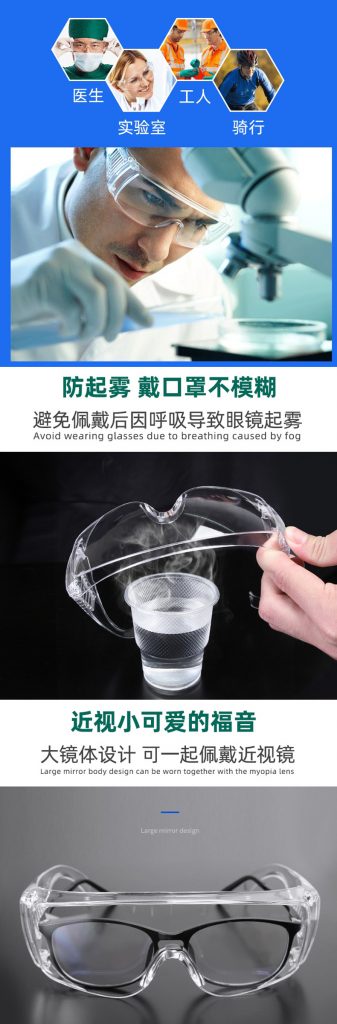 医生
工人
实验室
骑行
防起雾 戴口罩不模糊
避免佩戴后因呼吸导致眼镜起雾
Avoid wearing glasses due to breathing caused by fog
近视小可爱的福音
大镜体设计 可一起佩戴近视镜
Large mirror body design can be worn together with the myopia lens
Large mirror design